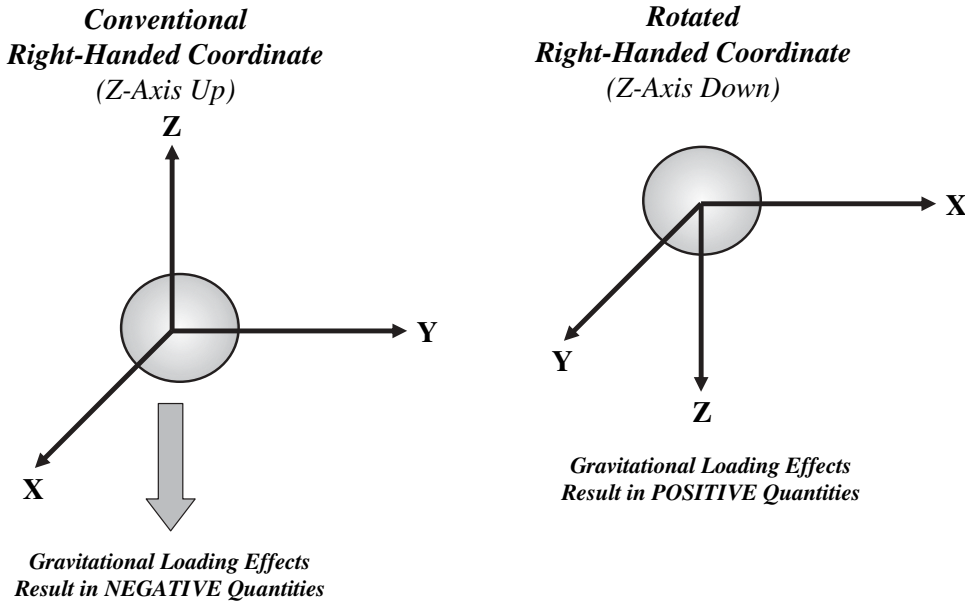 Conventional
Right-Handed Coordinate
(Z-Axis Up)
Z
Y
X
Gravitational Loading Effects
Result in NEGATIVE Quantities
Rotated
Right-Handed Coordinate
(Z-Axis Down)
X
Y
Z
Gravitational Loading Effects
Result in POSITIVE Quantities